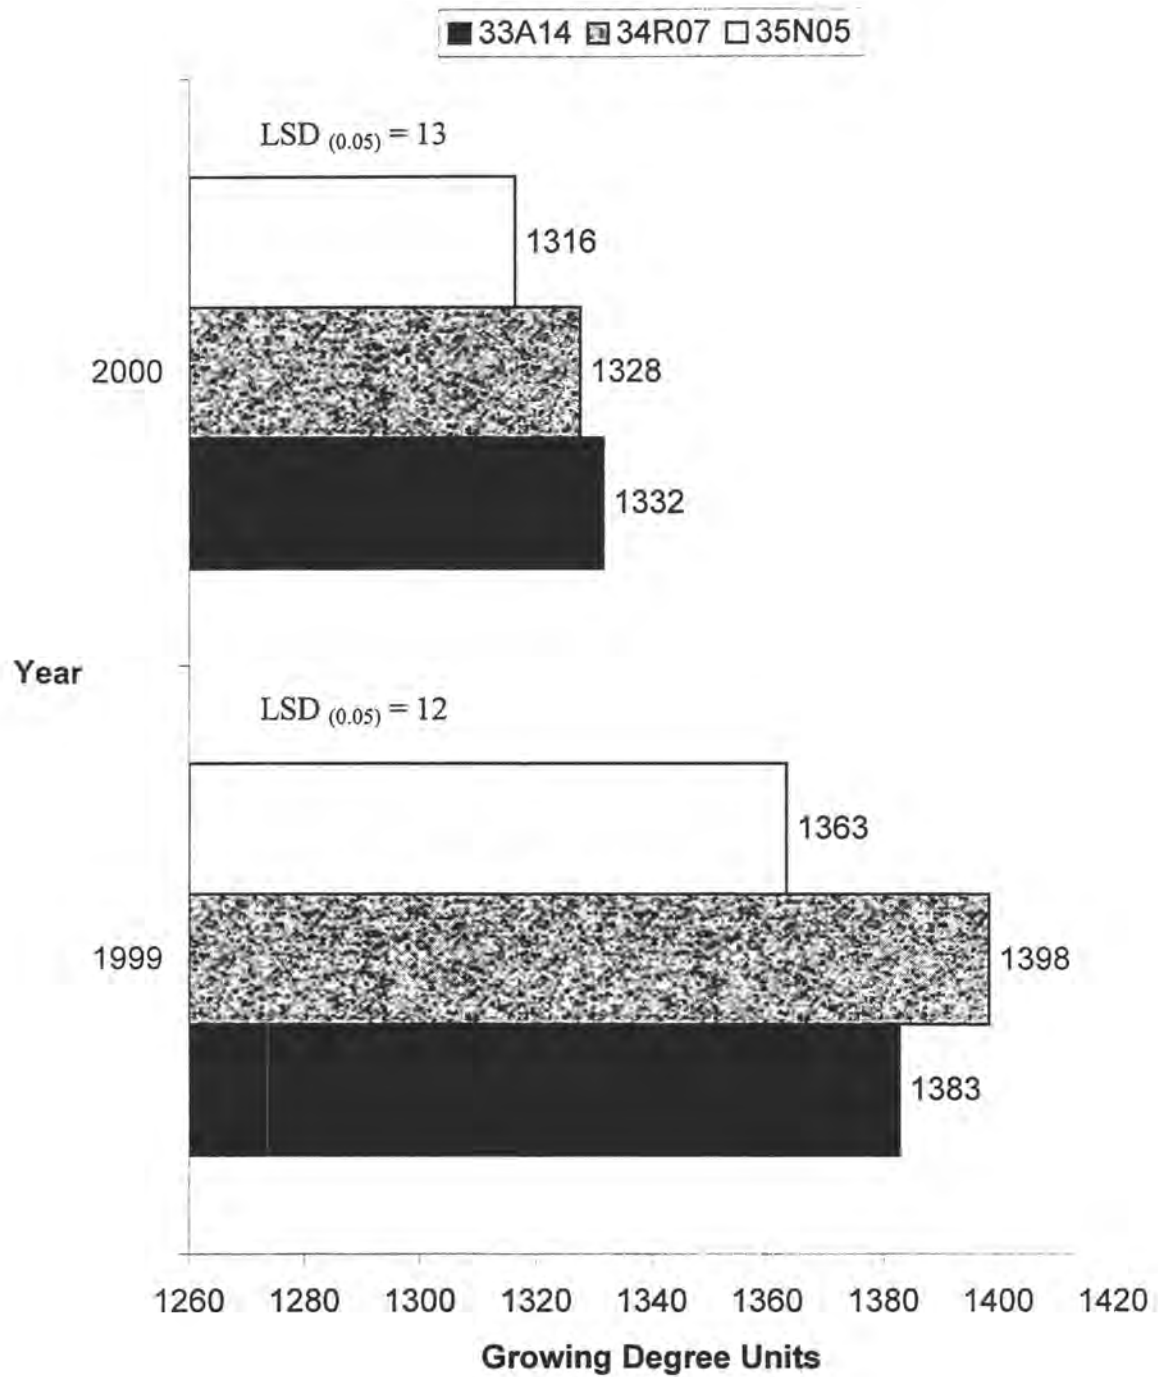 33A14 34R07 35N05
LSD (0.05) = 13
1316
2000
1328
1332
Year
LSD (0.05) = 12
1363
1999
1398
1383
1260 1280 1300 1320 1340 1360 1380 1400 1420
Growing Degree Units